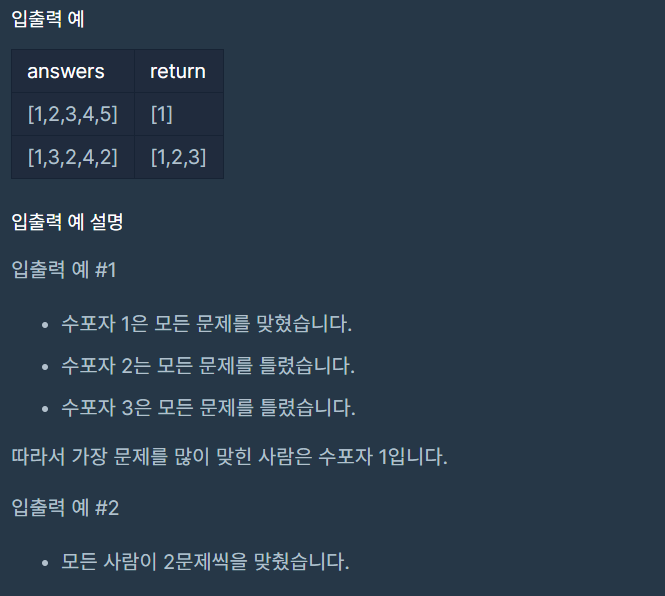 입출력 예
answers return
[1,2,3,4,5] [1]
[1,3,2,4,2] [1,2,3]
입출력 예 설명
입출력 예 #1
수포자 1은 모든 문제를 맞혔습니다.
수포자 2는 모든 문제를 틀렸습니다.
수포자 3은 모든 문제를 틀렸습니다.
따라서 가장 문제를 많이 맞힌 사람은 수포자 1입니다.
입출력 예 #2
모든 사람이 2문제씩을 맞췄습니다.